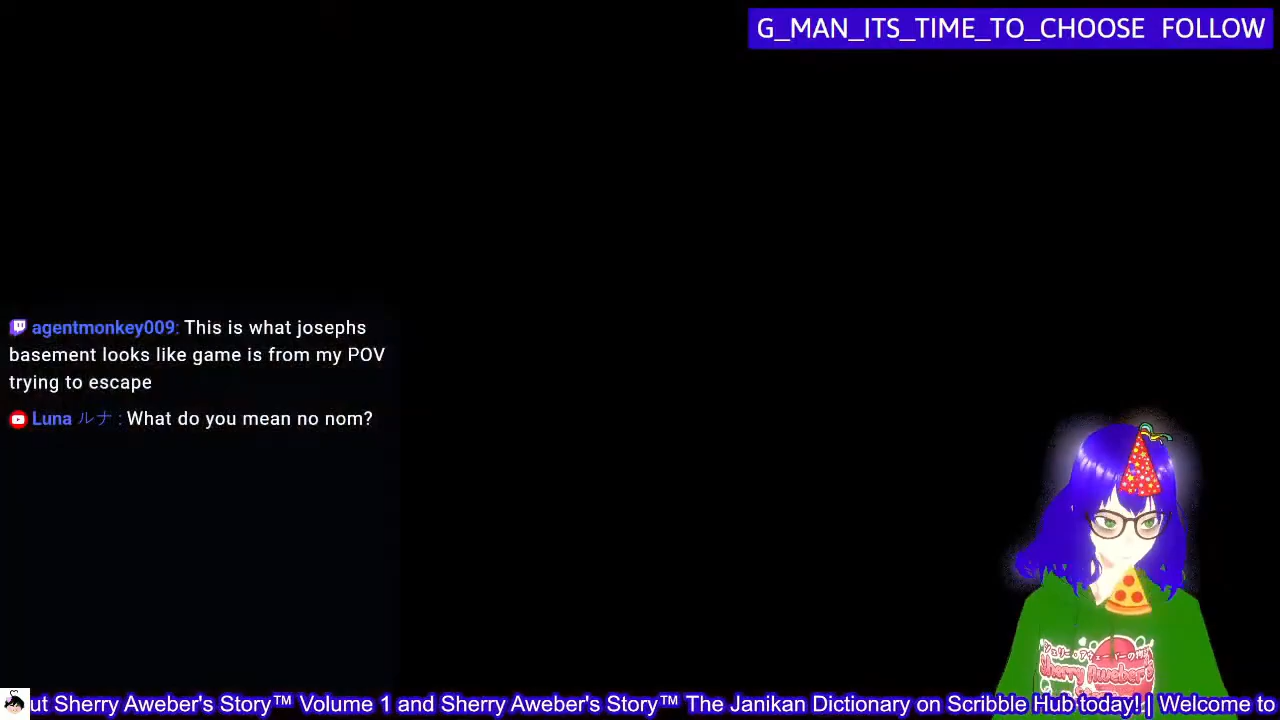 G_MAN_ITS_TIME_TO_CHOOSE FOLLOW
agentmonkey009: This is what josephs
basement looks like game is from my POV
trying to escape
Luna ルナ : What do you mean no nom?
Sherry Aweber's
ut Sherry Aweber's Story™ Volume 1 and Sherry Aweber's Story™ The Janikan Dictionary on Scribble Hub today! | Welcome to